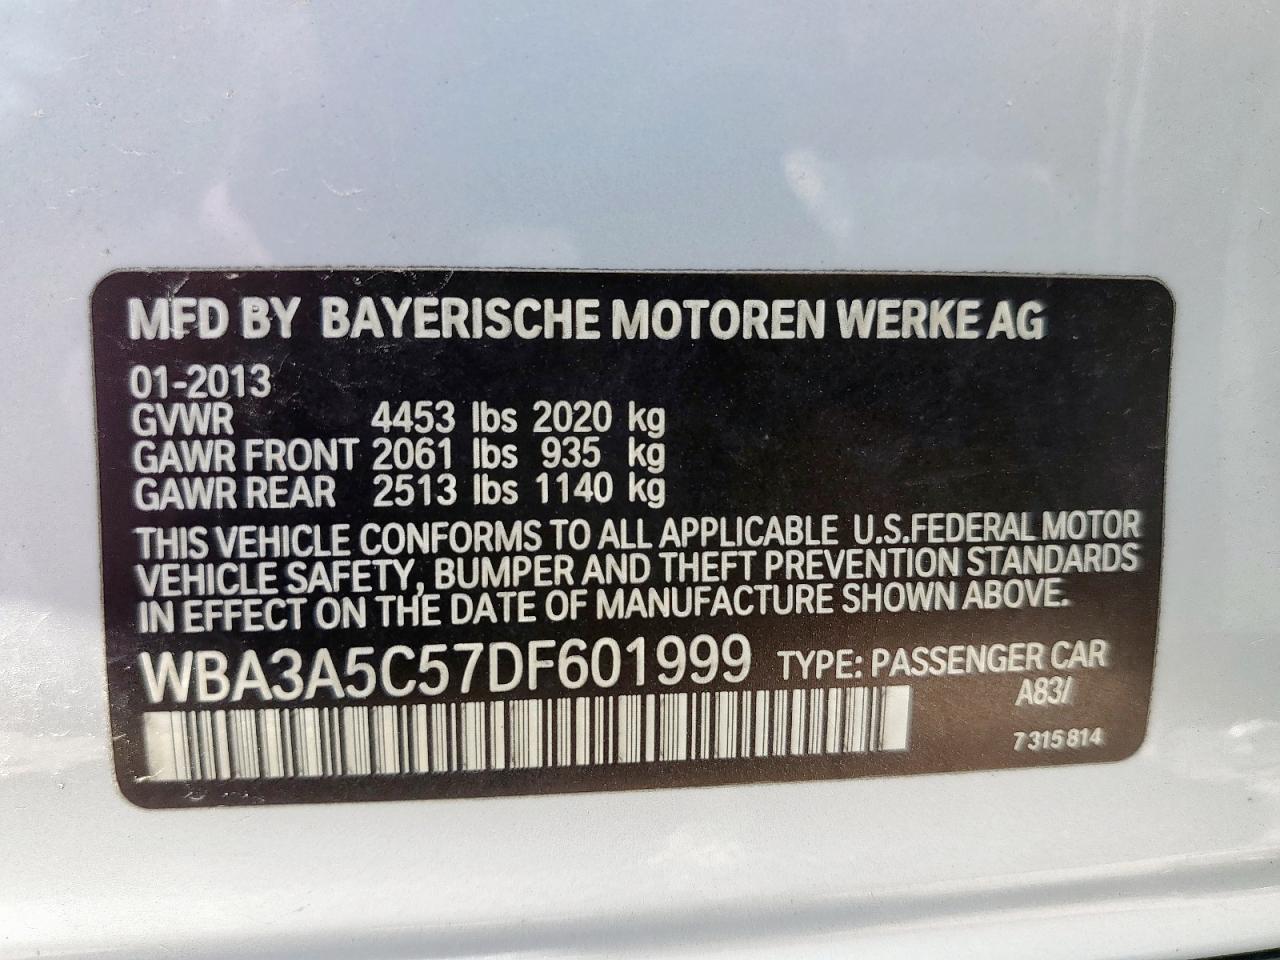 MFD BY BAYERISCHE MOTOREN WERKE AG
01-2013
GVWR 4453 lbs 2020 kg
GAWR FRONT 2061 lbs 935 kg
GAWR REAR 2513 lbs 1140 kg
THIS VEHICLE CONFORMS TO ALL APPLICABLE U.S.FEDERAL MOTOR
VEHICLE SAFETY, BUMPER AND THEFT PREVENTION STANDARDS
IN EFFECT ON THE DATE OF MANUFACTURE SHOWN ABOVE.
WBA3A5C57DF601999 TYPE: PASSENGER CAR
A83/
7 315 814